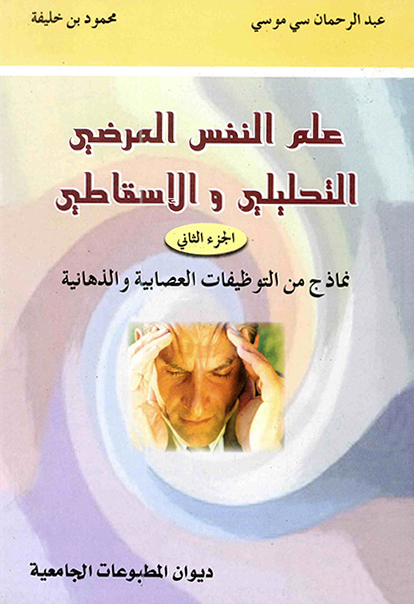 عبد الرحمان سي موسي
محمود بن خليفة
علم النفس المرضي
التحليلي و الإسقاطي
الجزء الثاني
نماذج من التوظيفات العصابية والذهانية
ديوان المطبوعات الجامعية